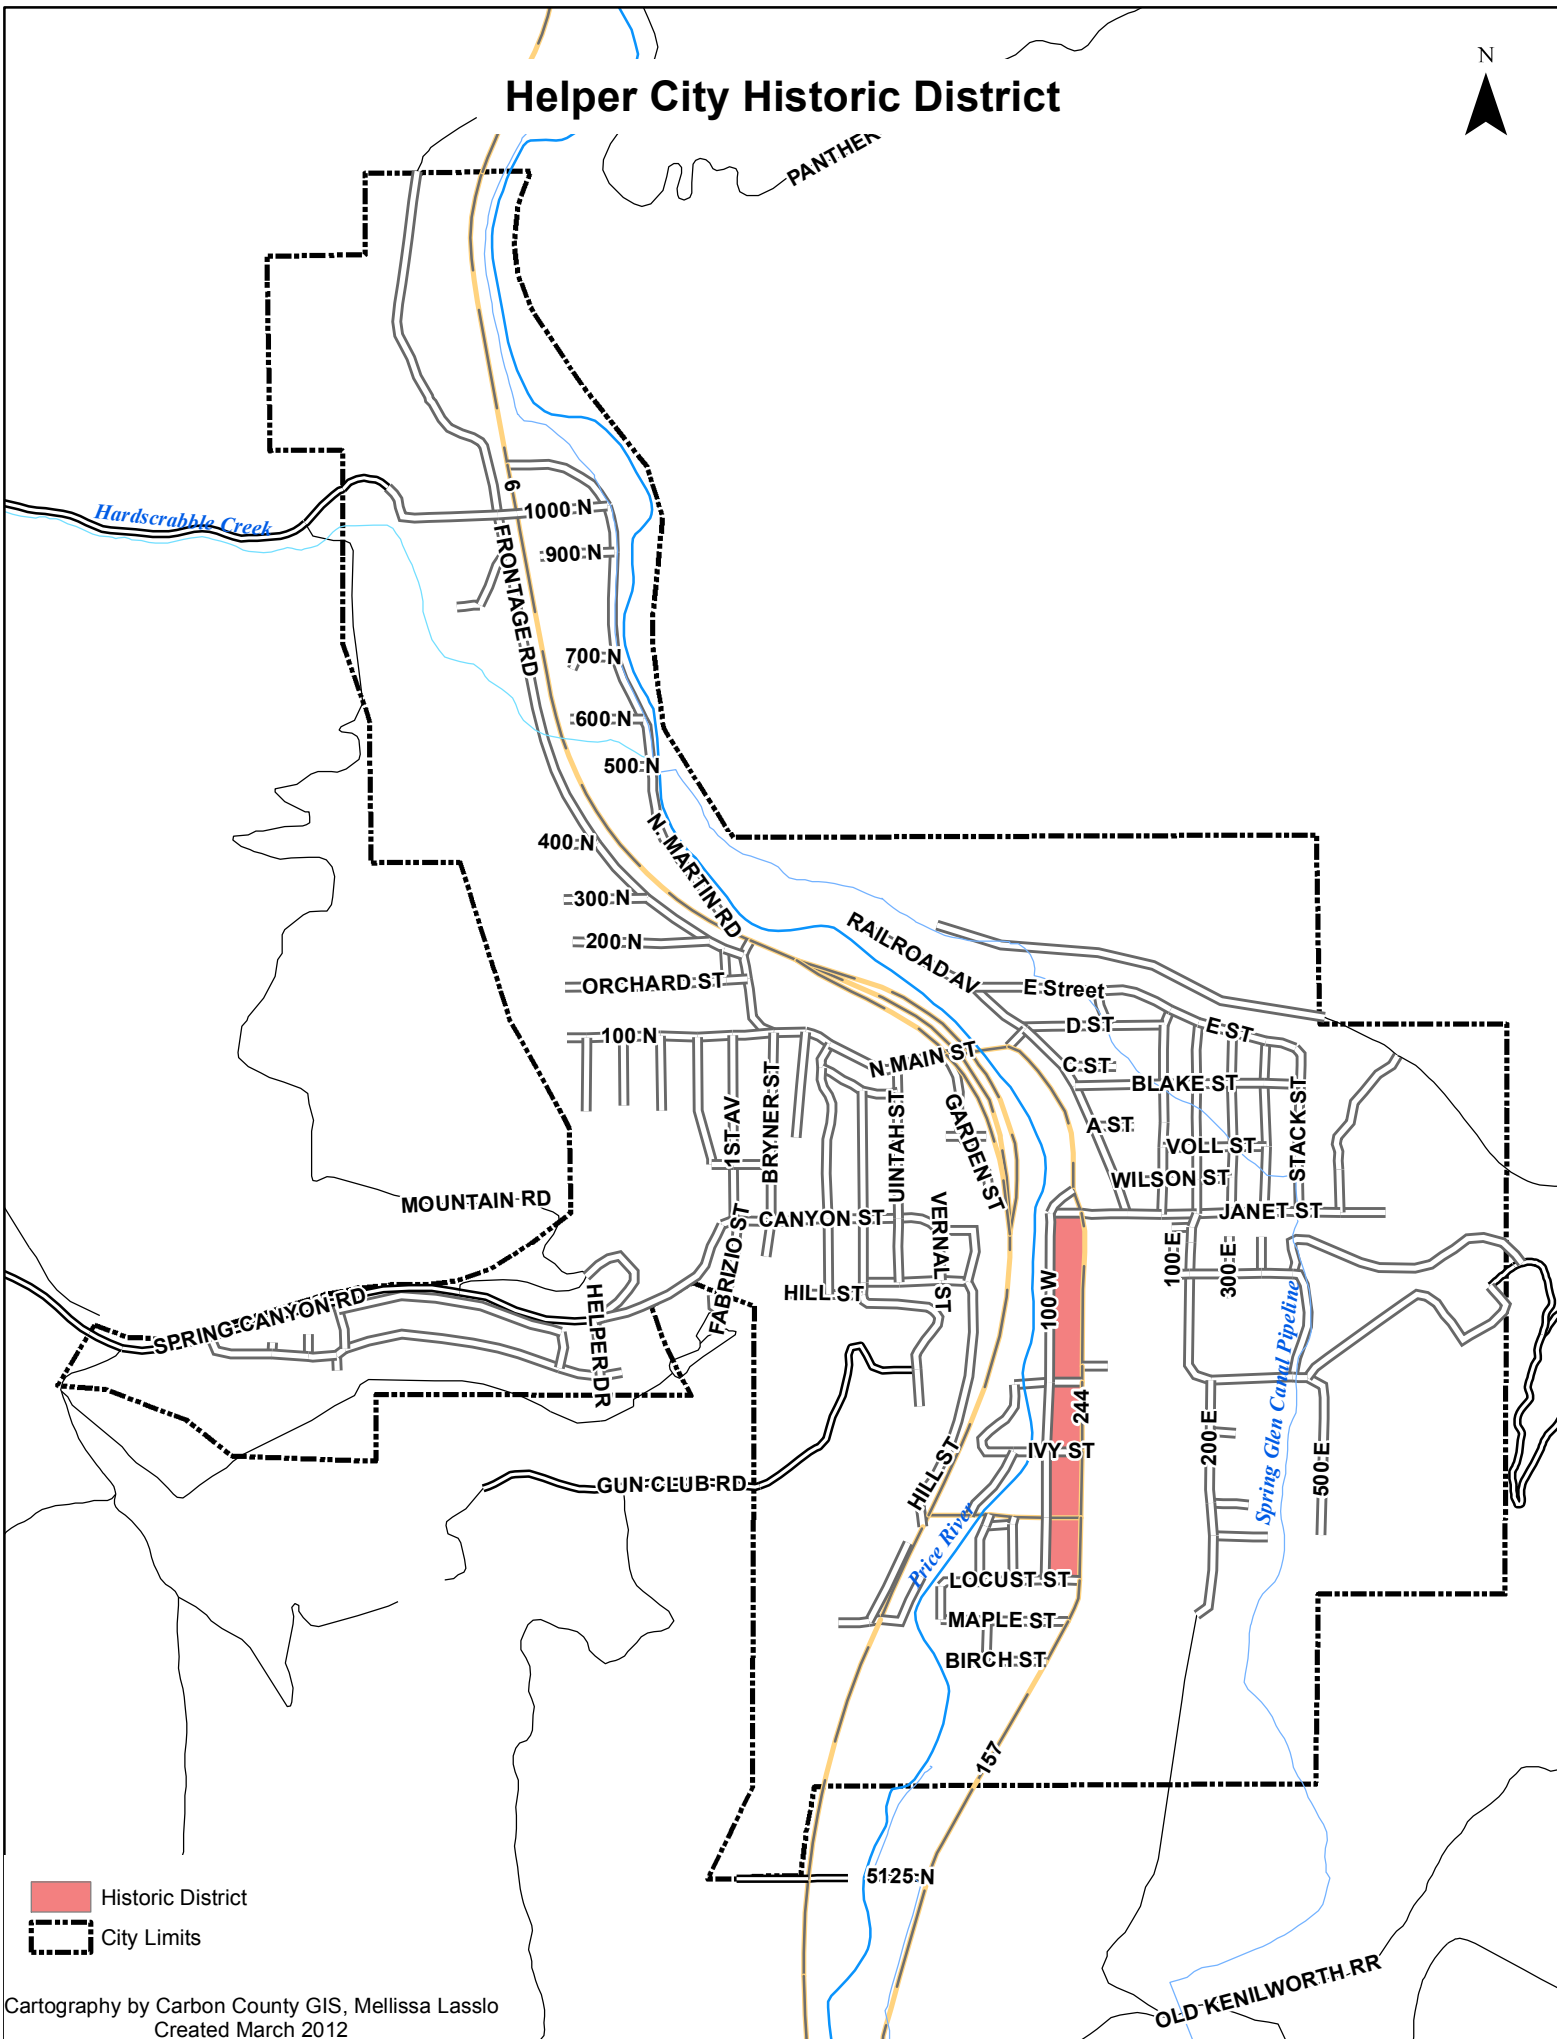 Helper City Historic District
N
PANTHER
6
Hardscrabble Creek
1000 N
900 N
FRONTAGE RD
700 N
600 N
500 N
N. MARTIN RD
400 N
300 N
200 N
RAILROAD AV
ORCHARD ST
E Street
D ST
E ST
100 N
N MAIN ST
C ST
BLAKE ST
A ST
GARDEN ST
UINTAH ST
1ST AV
BRYNER ST
VOLL ST
STACK ST
WILSON ST
MOUNTAIN RD
CANYON ST
JANET ST
FABRIZIO ST
VERNAL ST
100 E
300 E
HILL ST
100 W
HELPER DR
SPRING CANYON RD
Spring Glen Canal Pipeline
244
200 E
IVY ST
500 E
GUN CLUB RD
HILL ST
Price River
LOCUST ST
MAPLE ST
BIRCH ST
157
5125 N
Historic District
City Limits
OLD KENILWORTH RR
Cartography by Carbon County GIS, Mellissa Lasslo
Created March 2012